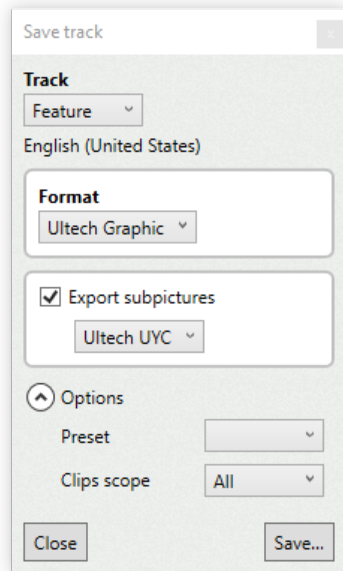 Save track
x
Track
Feature
English (United States)
Format
Ultech Graphic
Export subpictures
Ultech UYC
Options
Preset
Clips scope All
Close Save...